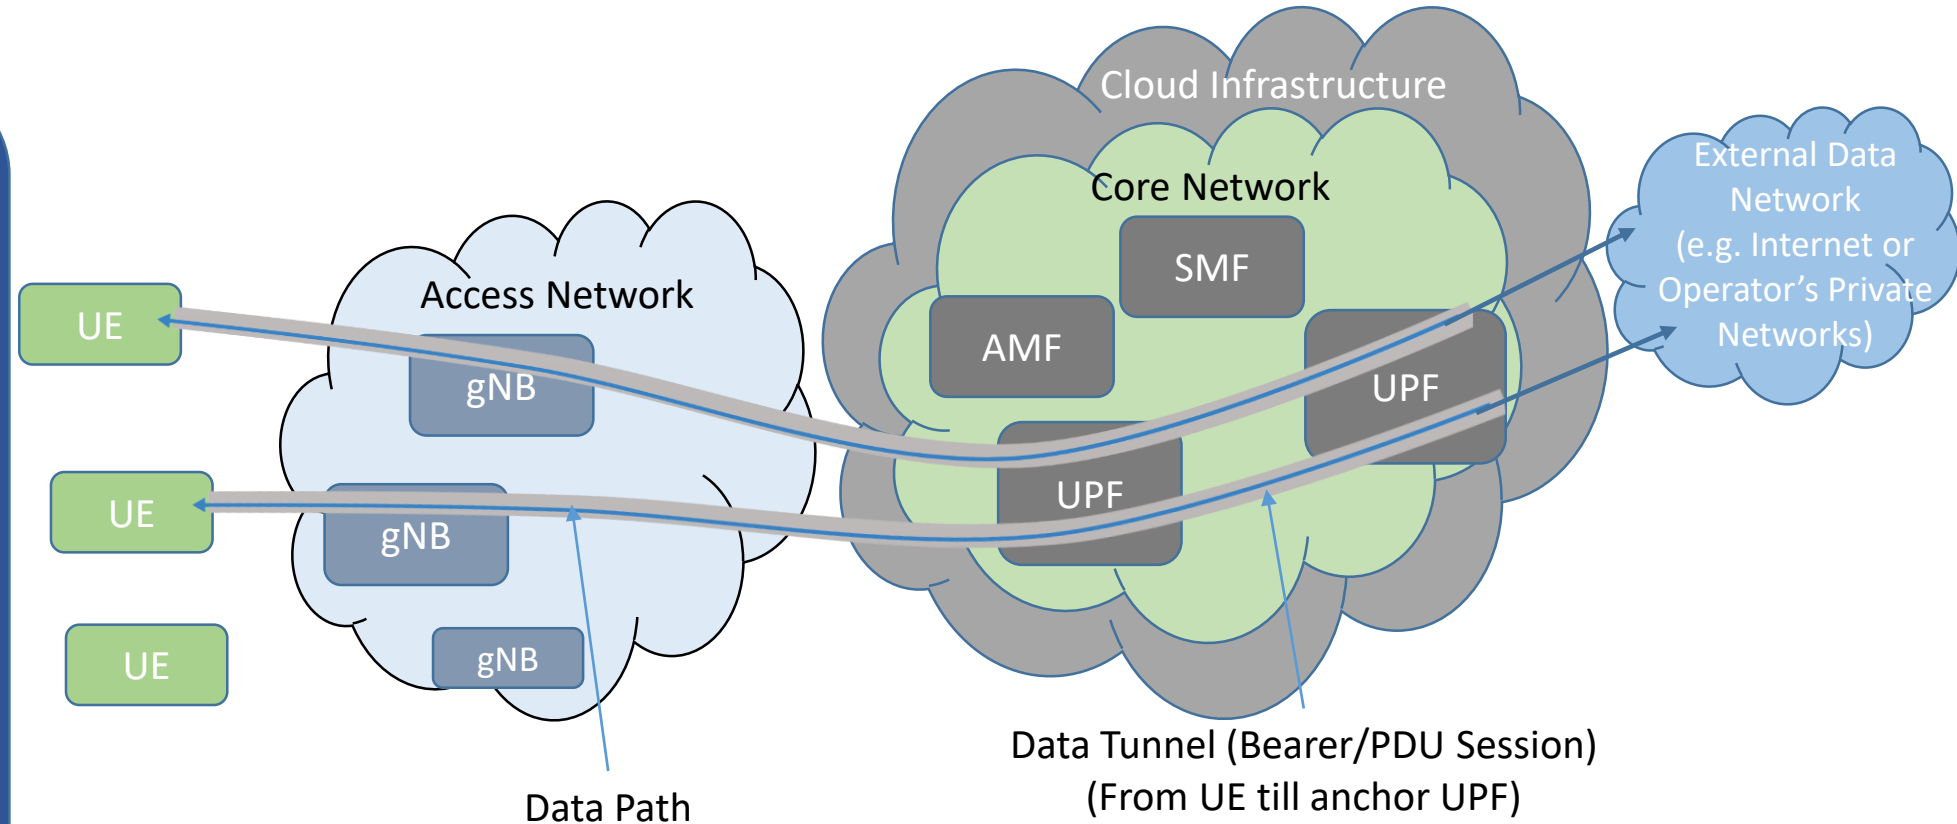 Cloud Infrastructure
External Data
Network
(e.g. Internet or
Operator's Private
Networks)
Core Network
SMF
Access Network
UE
AMF
gNB
UPF
UPF
UE
gNB
UE
gNB
Data Tunnel (Bearer/PDU Session)
(From UE till anchor UPF)
Data Path